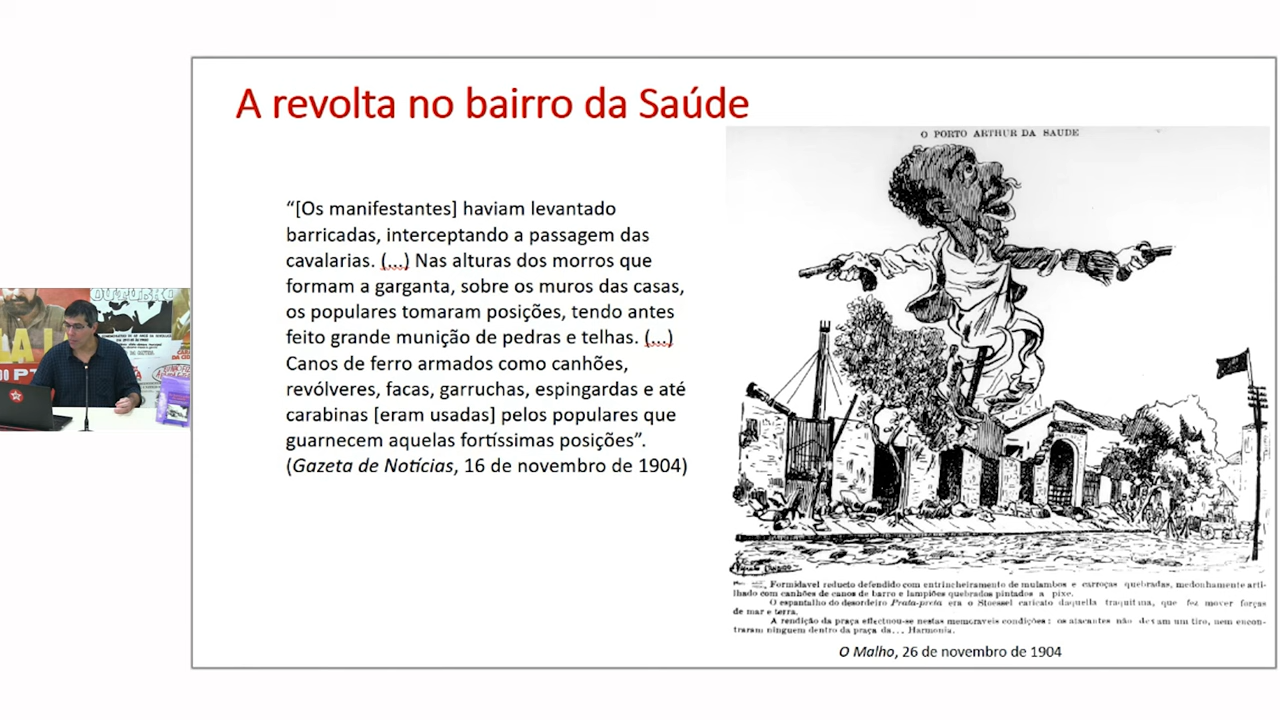 A revolta no bairro da Saúde
“[Os manifestantes] haviam levantado
barricadas, interceptando a passagem das
cavalarias. (...) Nas alturas dos morros que
formam a garganta, sobre os muros das casas,
os populares tomaram posições, tendo antes
feito grande munição de pedras e telhas. (...)
Canos de ferro armados como canhões,
revólveres, facas, garruchas, espingardas e até
carabinas [eram usadas] pelos populares que
guarnecem aquelas fortíssimas posições”.
(Gazeta de Notícias, 16 de novembro de 1904)
O PORTO ARTHUR DA SAUDE
Formidavel reducto defendido com entrincheiramento de mulambos e carroças quebradas, medonhamente arti-
lhado com canhões de canos de barro e lampiões quebrados pintados a pixe.
O espantalho do desordeiro Prata-preta era o Stoessel caricato daquella traquitana, que fez mover forças
de mar e terra.
A rendição da praça effectuou-se nestas memoraveis condições: os atacantes não deram um tiro, nem encon-
traram ninguem dentro da praça da... Harmonia.
O Malho, 26 de novembro de 1904
OUTUBRO